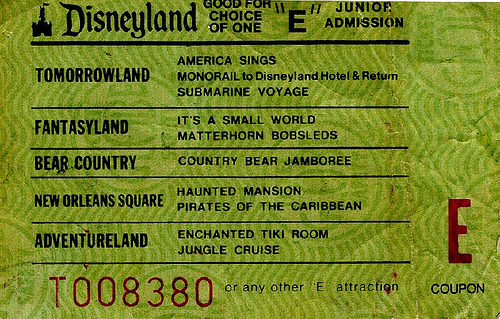 Disneyland GOOD FOR CHOICE OF ONE "E" JUNIOR ADMISSION
TOMORROWLAND
AMERICA SINGS
MONORAIL to Disneyland Hotel & Return
SUBMARINE VOYAGE
FANTASYLAND
IT'S A SMALL WORLD
MATTERHORN BOBSLEDS
BEAR COUNTRY
COUNTRY BEAR JAMBOREE
NEW ORLEANS SQUARE
HAUNTED MANSION
PIRATES OF THE CARIBBEAN
ADVENTURELAND
ENCHANTED TIKI ROOM
JUNGLE CRUISE
T008380 or any other 'E' attraction
E
COUPON